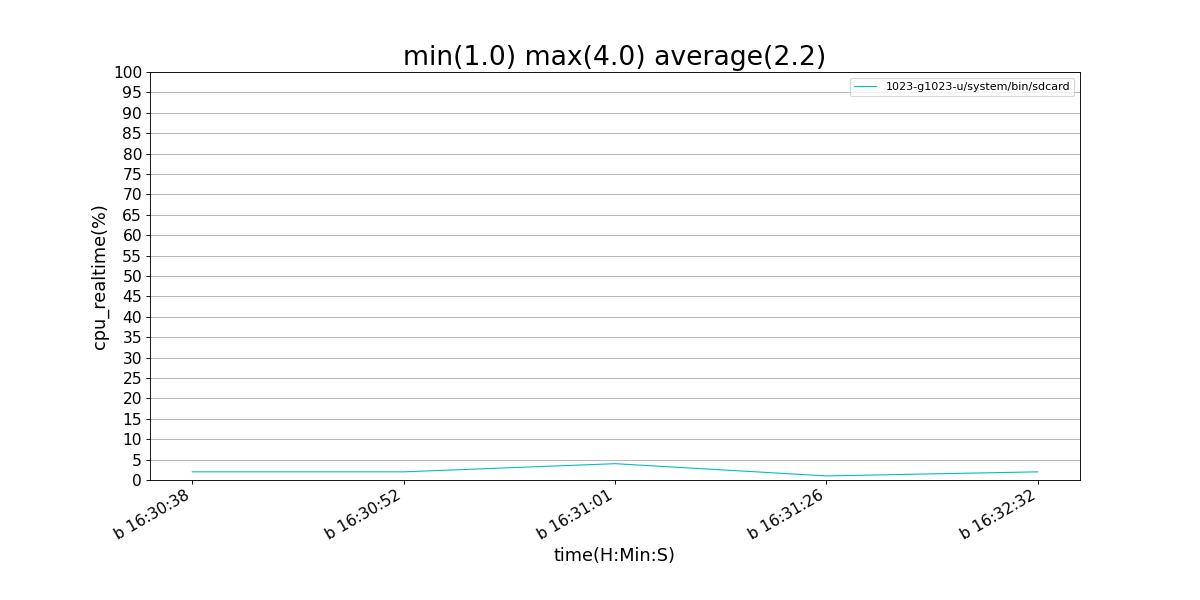 min(1.0) max(4.0) average(2.2)
1023-g1023-u/system/bin/sdcard
cpu_realtime(%)
100
95
90
85
80
75
70
65
60
55
50
45
40
35
30
25
20
15
10
5
0
b 16:30:38
b 16:30:52
b 16:31:01
b 16:31:26
b 16:32:32
time(H:Min:S)